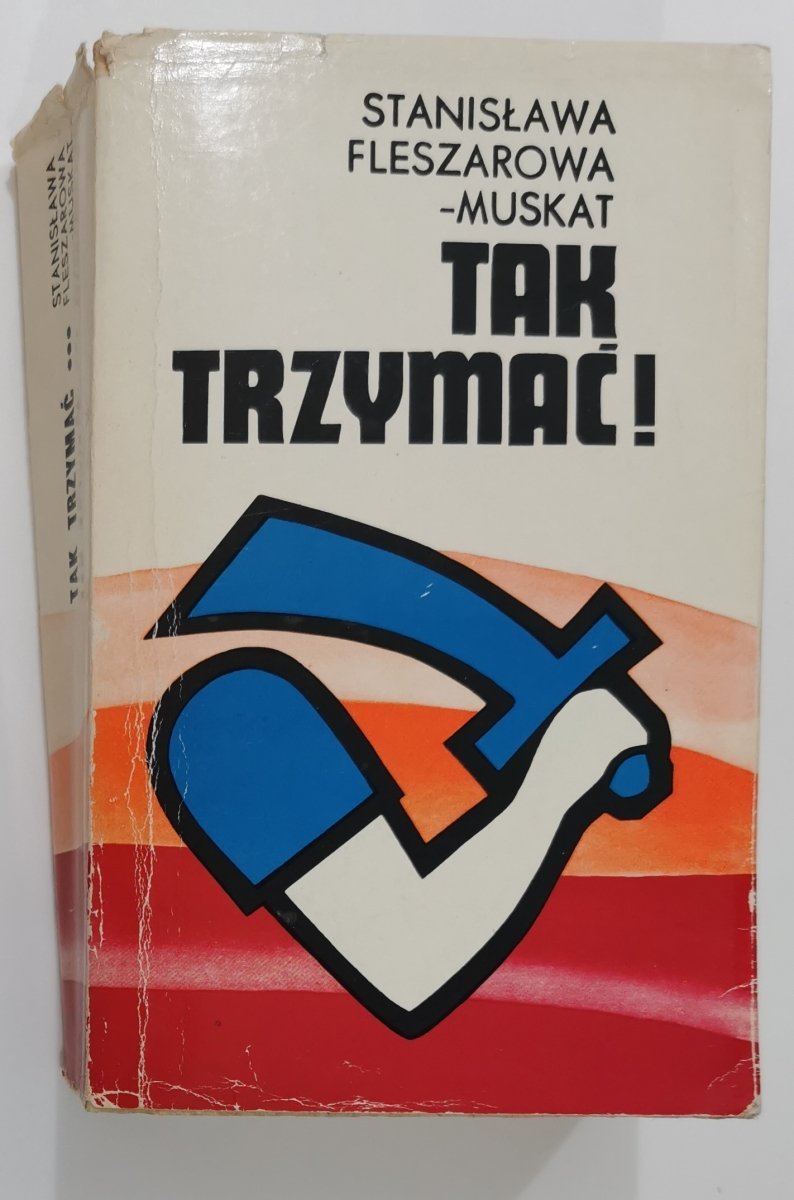 STANISŁAWA
FLESZAROWA
-MUSKAT
TAK
TRZYMAĆ!
STANISŁAWA
FLESZAROWA
-MUSKAT
TAK TRZYMAĆ •••